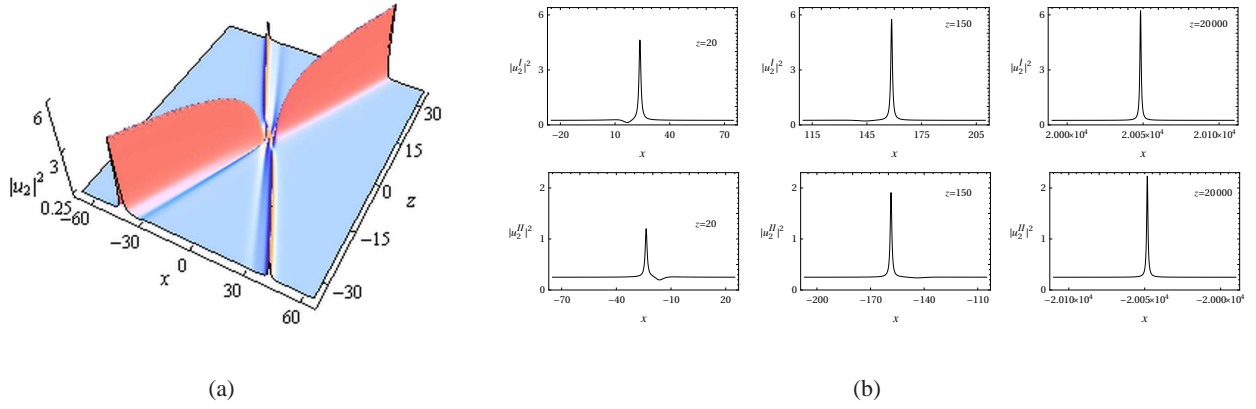 6
3
|u₂|²
0.25
−60
−30
0
30
60
x
30
15
0
−15
−30
z
(a)
6
3
0
|u₂ᴵ|²
z=20
−20 10 40 70
x
6
3
0
|u₂ᴵ|²
z=150
115 145 175 205
x
6
3
0
|u₂ᴵ|²
z=20000
2.000×10⁴ 2.005×10⁴ 2.010×10⁴
x
2
1
0
|u₂ᴵᴵ|²
z=20
−70 −40 −10 20
x
2
1
0
|u₂ᴵᴵ|²
z=150
−200 −170 −140 −110
x
2
1
0
|u₂ᴵᴵ|²
z=20000
−2.010×10⁴ −2.005×10⁴ −2.000×10⁴
x
(b)